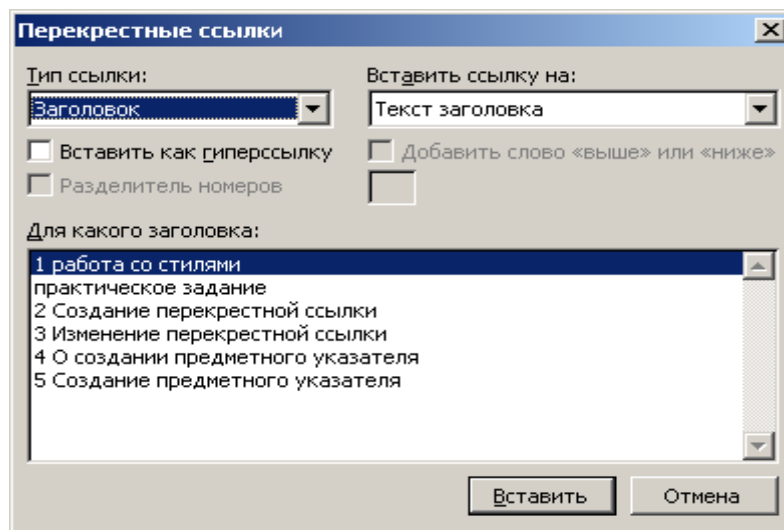 Перекрестные ссылки
Тип ссылки: Вставить ссылку на:
Заголовок Текст заголовка
Вставить как гиперссылку Добавить слово «выше» или «ниже»
Разделитель номеров
Для какого заголовка:
1 работа со стилями
практическое задание
2 Создание перекрестной ссылки
3 Изменение перекрестной ссылки
4 О создании предметного указателя
5 Создание предметного указателя
Вставить Отмена